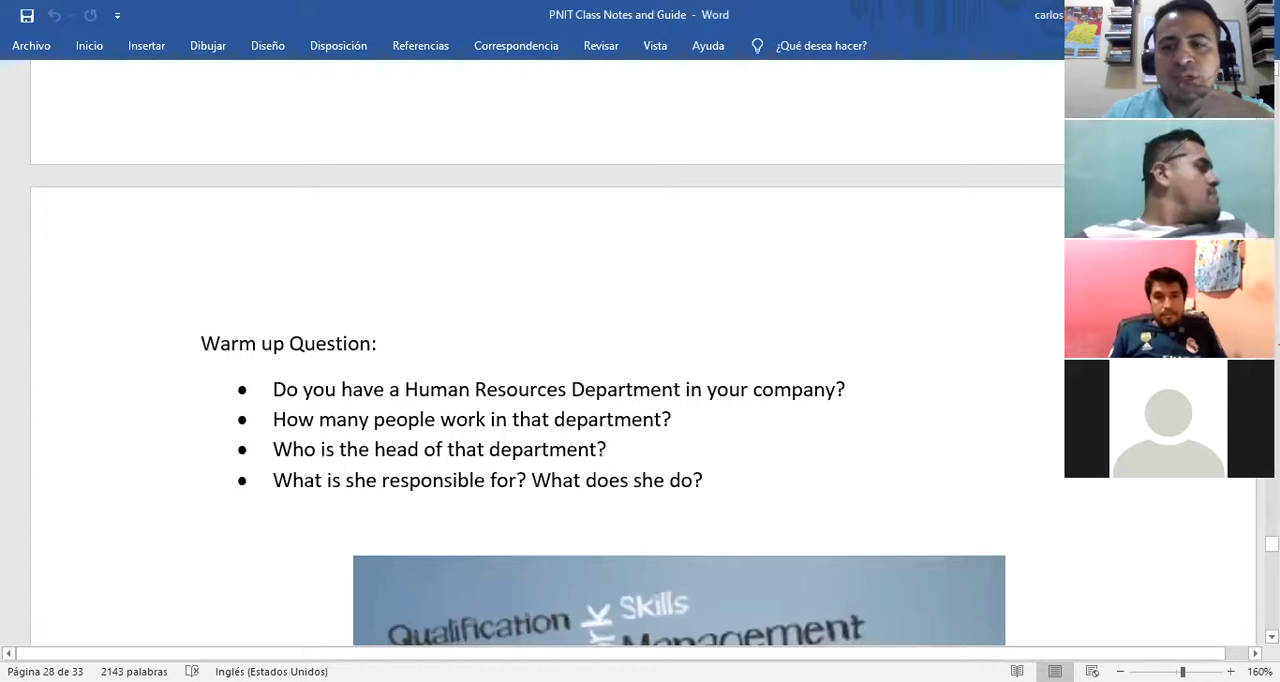 PNIT Class Notes and Guide - Word
carlos
Archivo Inicio Insertar Dibujar Diseño Disposición Referencias Correspondencia Revisar Vista Ayuda ¿Qué desea hacer?
Warm up Question:
• Do you have a Human Resources Department in your company?
• How many people work in that department?
• Who is the head of that department?
• What is she responsible for? What does she do?
Qualification
Skills
Management
Página 28 de 33 2143 palabras Inglés (Estados Unidos) 160%